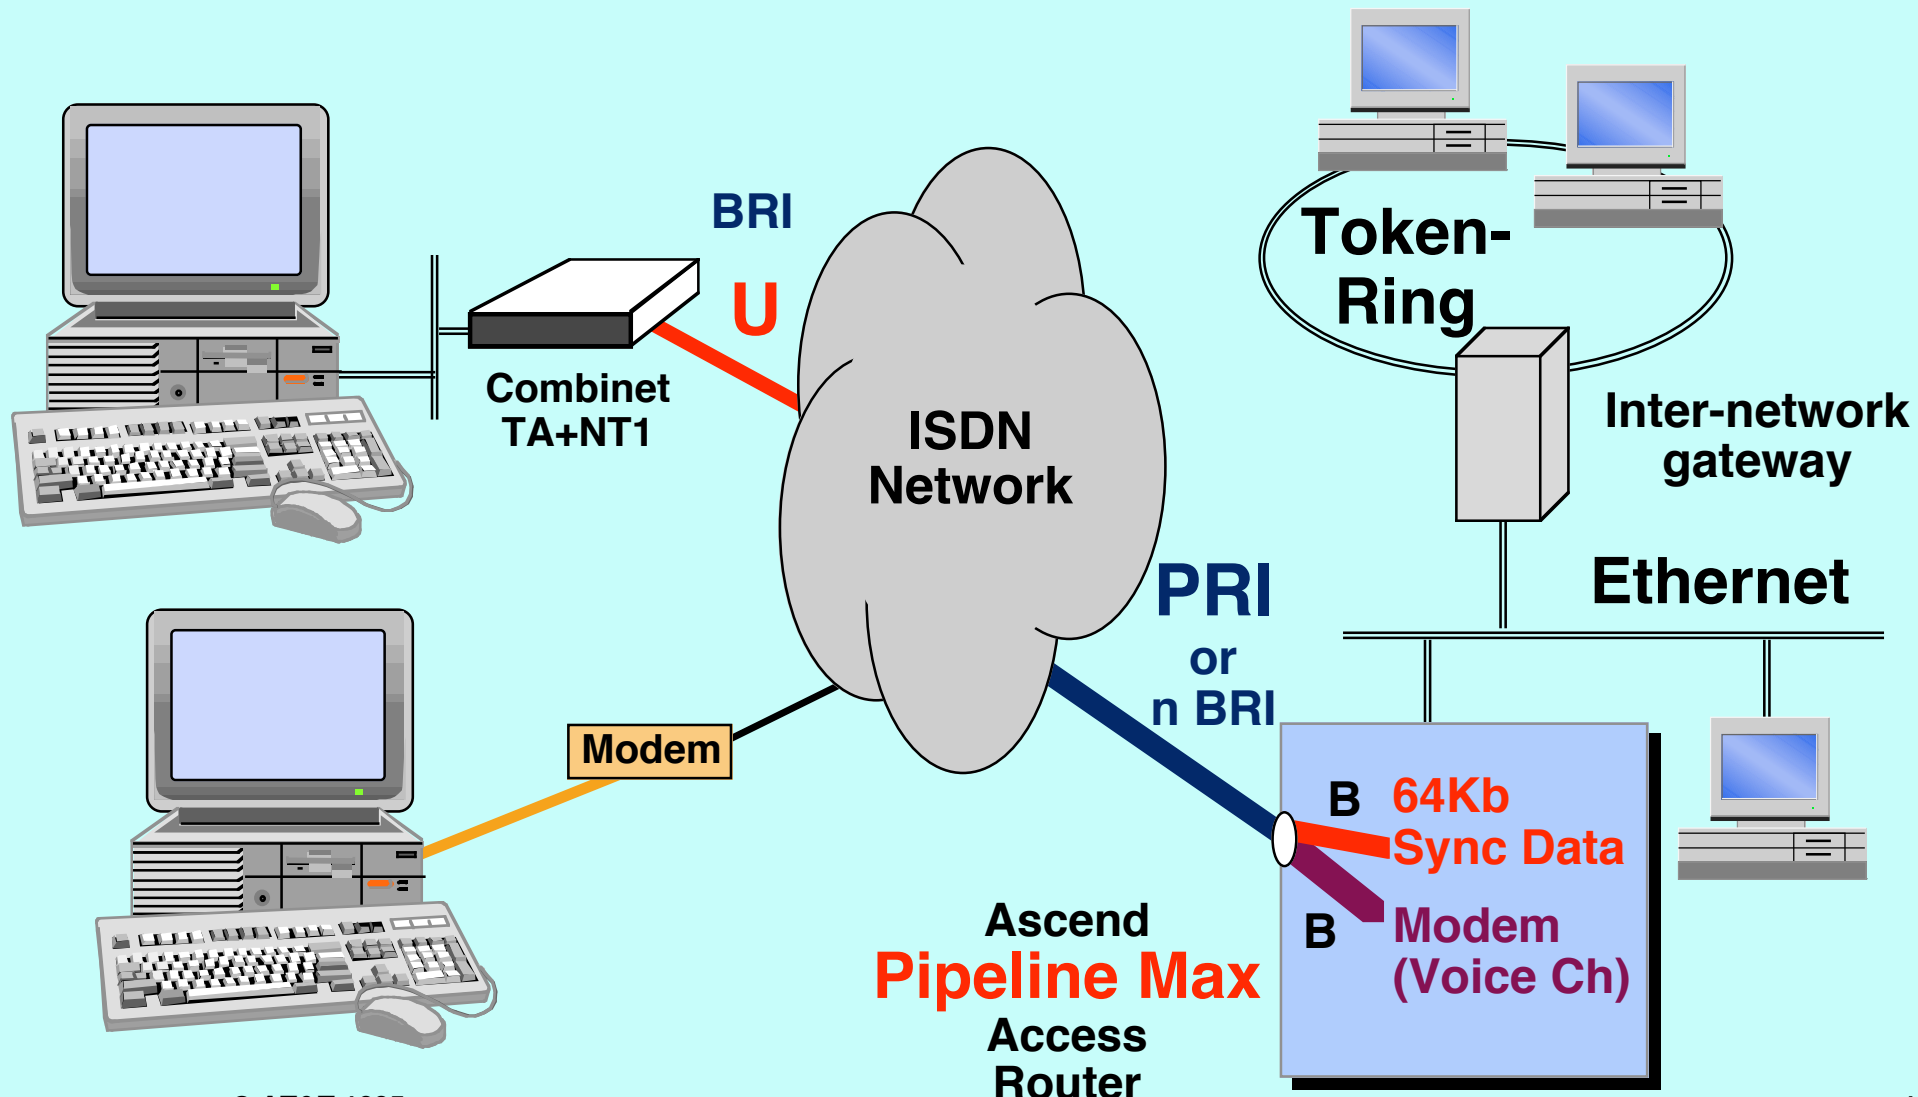 BRI
U
Combinet
TA+NT1
ISDN
Network
Token-
Ring
Inter-network
gateway
Ethernet
PRI
or
n BRI
Modem
B
64Kb
Sync Data
B
Modem
(Voice Ch)
Ascend
Pipeline Max
Access
Router